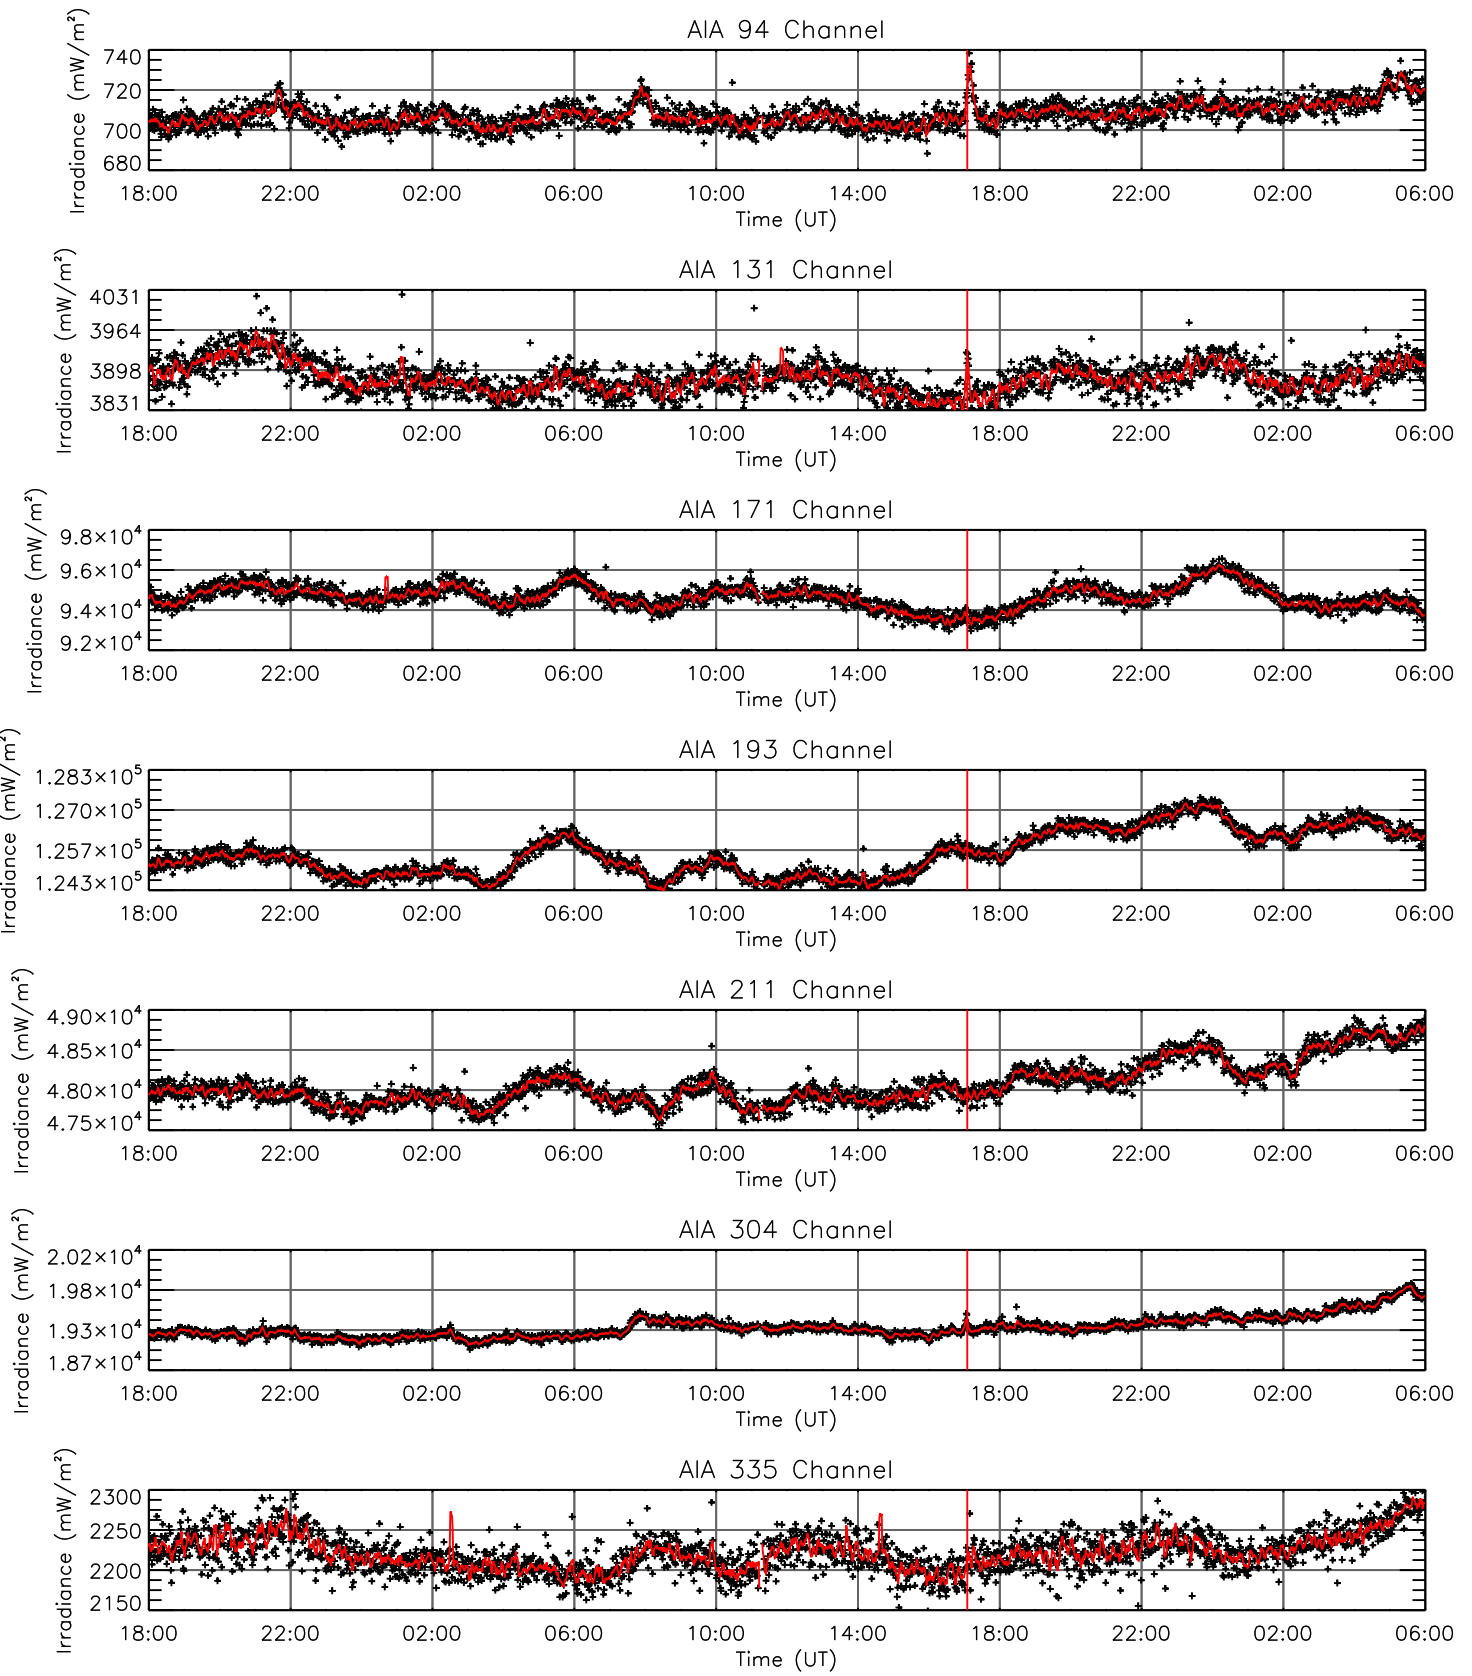 AIA 94 Channel
Irradiance (mW/m²)
740
720
700
680
18:00 22:00 02:00 06:00 10:00 14:00 18:00 22:00 02:00 06:00
Time (UT)
AIA 131 Channel
Irradiance (mW/m²)
4031
3964
3898
3831
18:00 22:00 02:00 06:00 10:00 14:00 18:00 22:00 02:00 06:00
Time (UT)
AIA 171 Channel
Irradiance (mW/m²)
9.8×10⁴
9.6×10⁴
9.4×10⁴
9.2×10⁴
18:00 22:00 02:00 06:00 10:00 14:00 18:00 22:00 02:00 06:00
Time (UT)
AIA 193 Channel
Irradiance (mW/m²)
1.283×10⁵
1.270×10⁵
1.257×10⁵
1.243×10⁵
18:00 22:00 02:00 06:00 10:00 14:00 18:00 22:00 02:00 06:00
Time (UT)
AIA 211 Channel
Irradiance (mW/m²)
4.90×10⁴
4.85×10⁴
4.80×10⁴
4.75×10⁴
18:00 22:00 02:00 06:00 10:00 14:00 18:00 22:00 02:00 06:00
Time (UT)
AIA 304 Channel
Irradiance (mW/m²)
2.02×10⁴
1.98×10⁴
1.93×10⁴
1.87×10⁴
18:00 22:00 02:00 06:00 10:00 14:00 18:00 22:00 02:00 06:00
Time (UT)
AIA 335 Channel
Irradiance (mW/m²)
2300
2250
2200
2150
18:00 22:00 02:00 06:00 10:00 14:00 18:00 22:00 02:00 06:00
Time (UT)